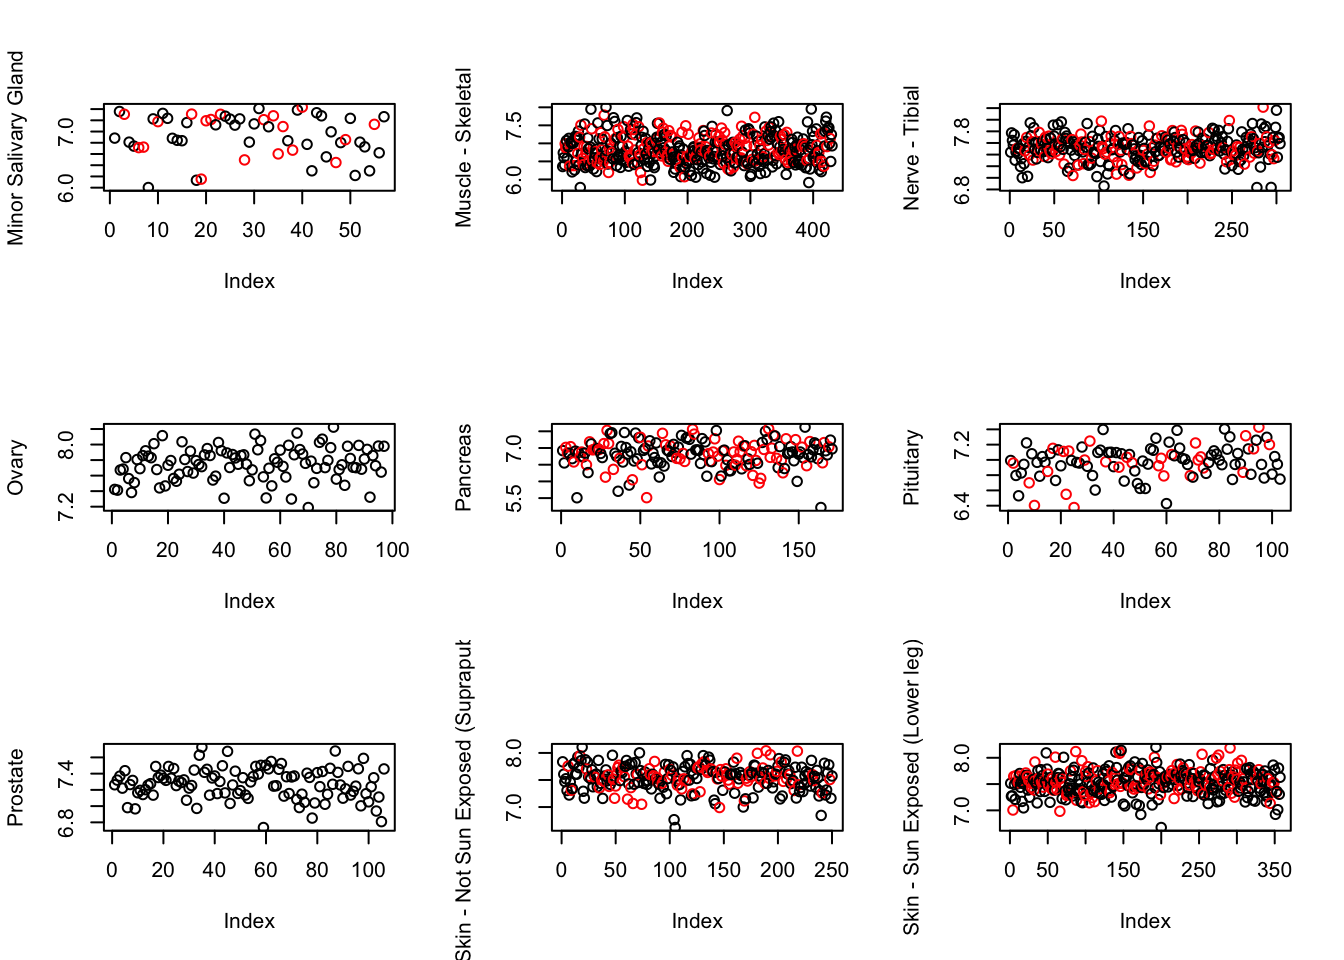 Minor Salivary Gland
6.0 7.0
0 10 20 30 40 50
Index
Muscle - Skeletal
6.0 7.5
0 100 200 300 400
Index
Nerve - Tibial
6.8 7.8
0 50 150 250
Index
Ovary
7.2 8.0
0 20 40 60 80 100
Index
Pancreas
5.5 7.0
0 50 100 150
Index
Pituitary
6.4 7.2
0 20 40 60 80 100
Index
Prostate
6.8 7.4
0 20 40 60 80 100
Index
Skin - Not Sun Exposed (Suprapub
7.0 8.0
0 50 100 150 200 250
Index
Skin - Sun Exposed (Lower leg)
7.0 8.0
0 50 150 250 350
Index